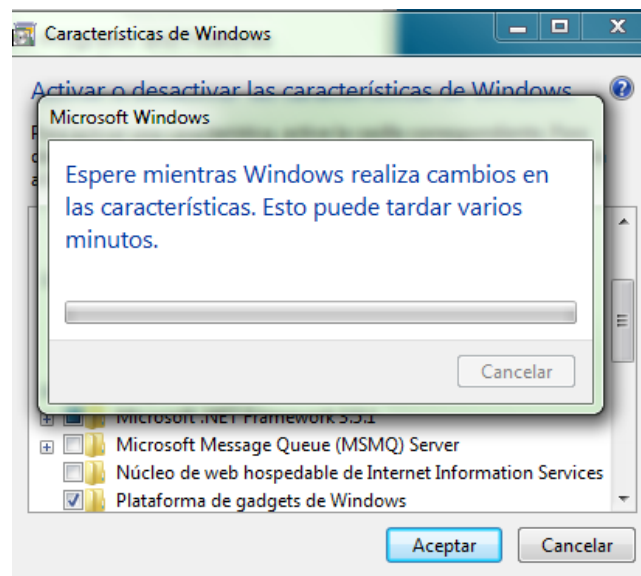 Características de Windows
Activar o desactivar las características de Windows
Microsoft Windows
Espere mientras Windows realiza cambios en
las características. Esto puede tardar varios
minutos.
Cancelar
Microsoft .NET Framework 3.5.1
Microsoft Message Queue (MSMQ) Server
Núcleo de web hospedable de Internet Information Services
Plataforma de gadgets de Windows
Aceptar
Cancelar